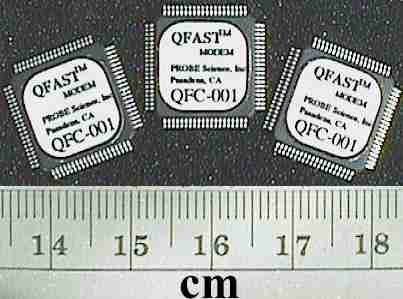 QFAST™
MODEM
PROBE Science, Inc
Pasadena, CA
QFC-001
QFAST™
MODEM
PROBE Science, Inc
Pasadena, CA
QFC-001
QFAST™
MODEM
PROBE Science, Inc
Pasadena, CA
QFC-001
14 15 16 17 18
cm